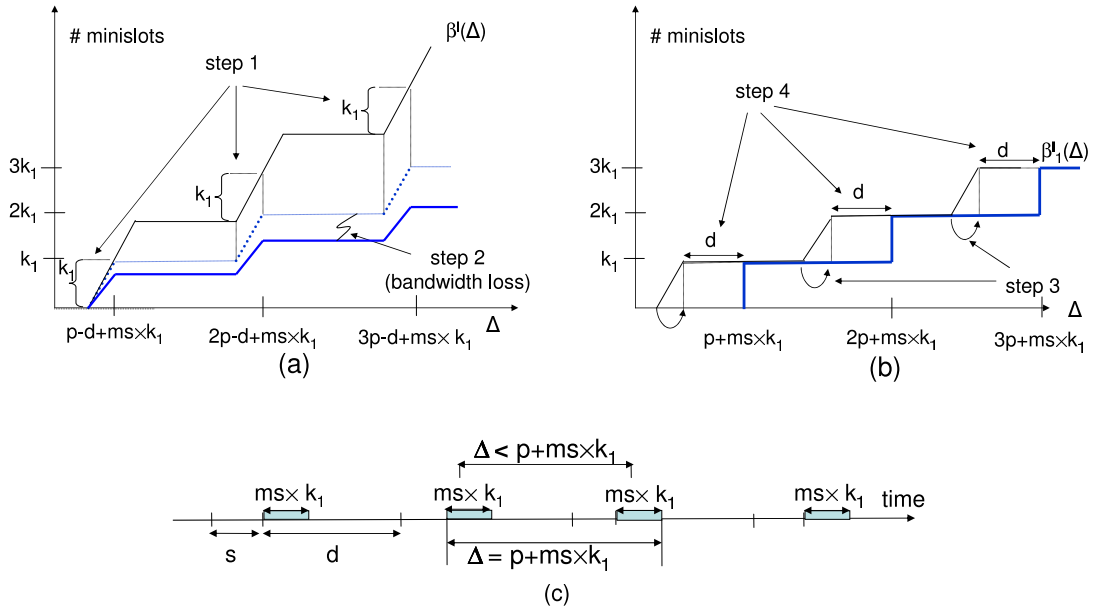 # minislots
βˡ(Δ)
step 1
k₁
k₁
k₁
3k₁
2k₁
k₁
step 2
(bandwidth loss)
Δ
p-d+ms×k₁
2p-d+ms×k₁
3p-d+ms× k₁
(a)
# minislots
step 4
3k₁
2k₁
k₁
d
d
d
βˡ₁(Δ)
step 3
Δ
p+ms×k₁
2p+ms×k₁
3p+ms×k₁
(b)
Δ < p+ms×k₁
ms× k₁
ms× k₁
ms× k₁
ms× k₁
time
s
d
Δ = p+ms×k₁
(c)